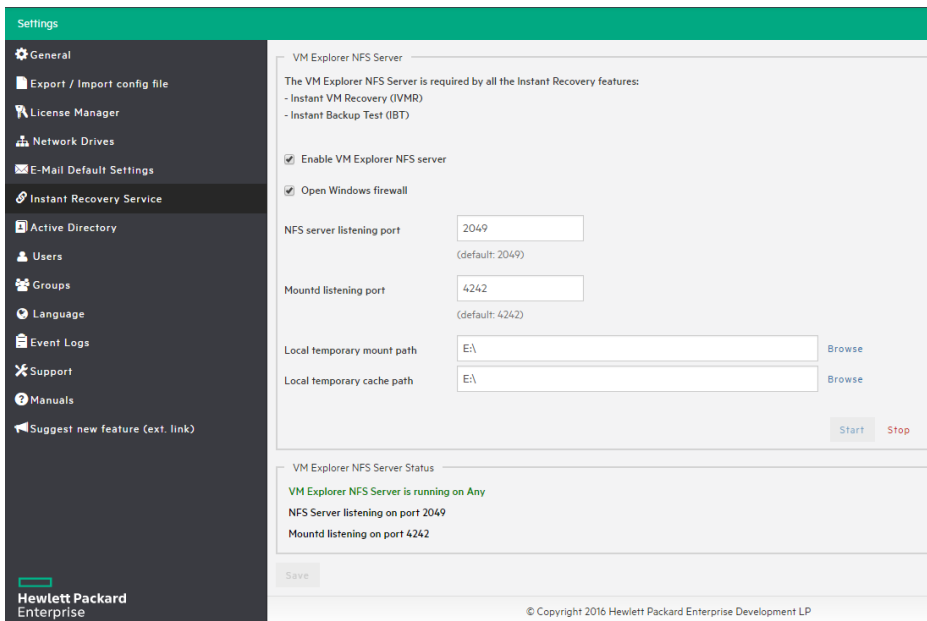 Settings
General
Export / Import config file
License Manager
Network Drives
E-Mail Default Settings
Instant Recovery Service
Active Directory
Users
Groups
Language
Event Logs
Support
Manuals
Suggest new feature (ext. link)
Hewlett Packard
Enterprise
VM Explorer NFS Server
The VM Explorer NFS Server is required by all the Instant Recovery features:
- Instant VM Recovery (IVMR)
- Instant Backup Test (IBT)
Enable VM Explorer NFS server
Open Windows firewall
NFS server listening port 2049
(default: 2049)
Mountd listening port 4242
(default: 4242)
Local temporary mount path E:\ Browse
Local temporary cache path E:\ Browse
Start Stop
VM Explorer NFS Server Status
VM Explorer NFS Server is running on Any
NFS Server listening on port 2049
Mountd listening on port 4242
Save
© Copyright 2016 Hewlett Packard Enterprise Development LP